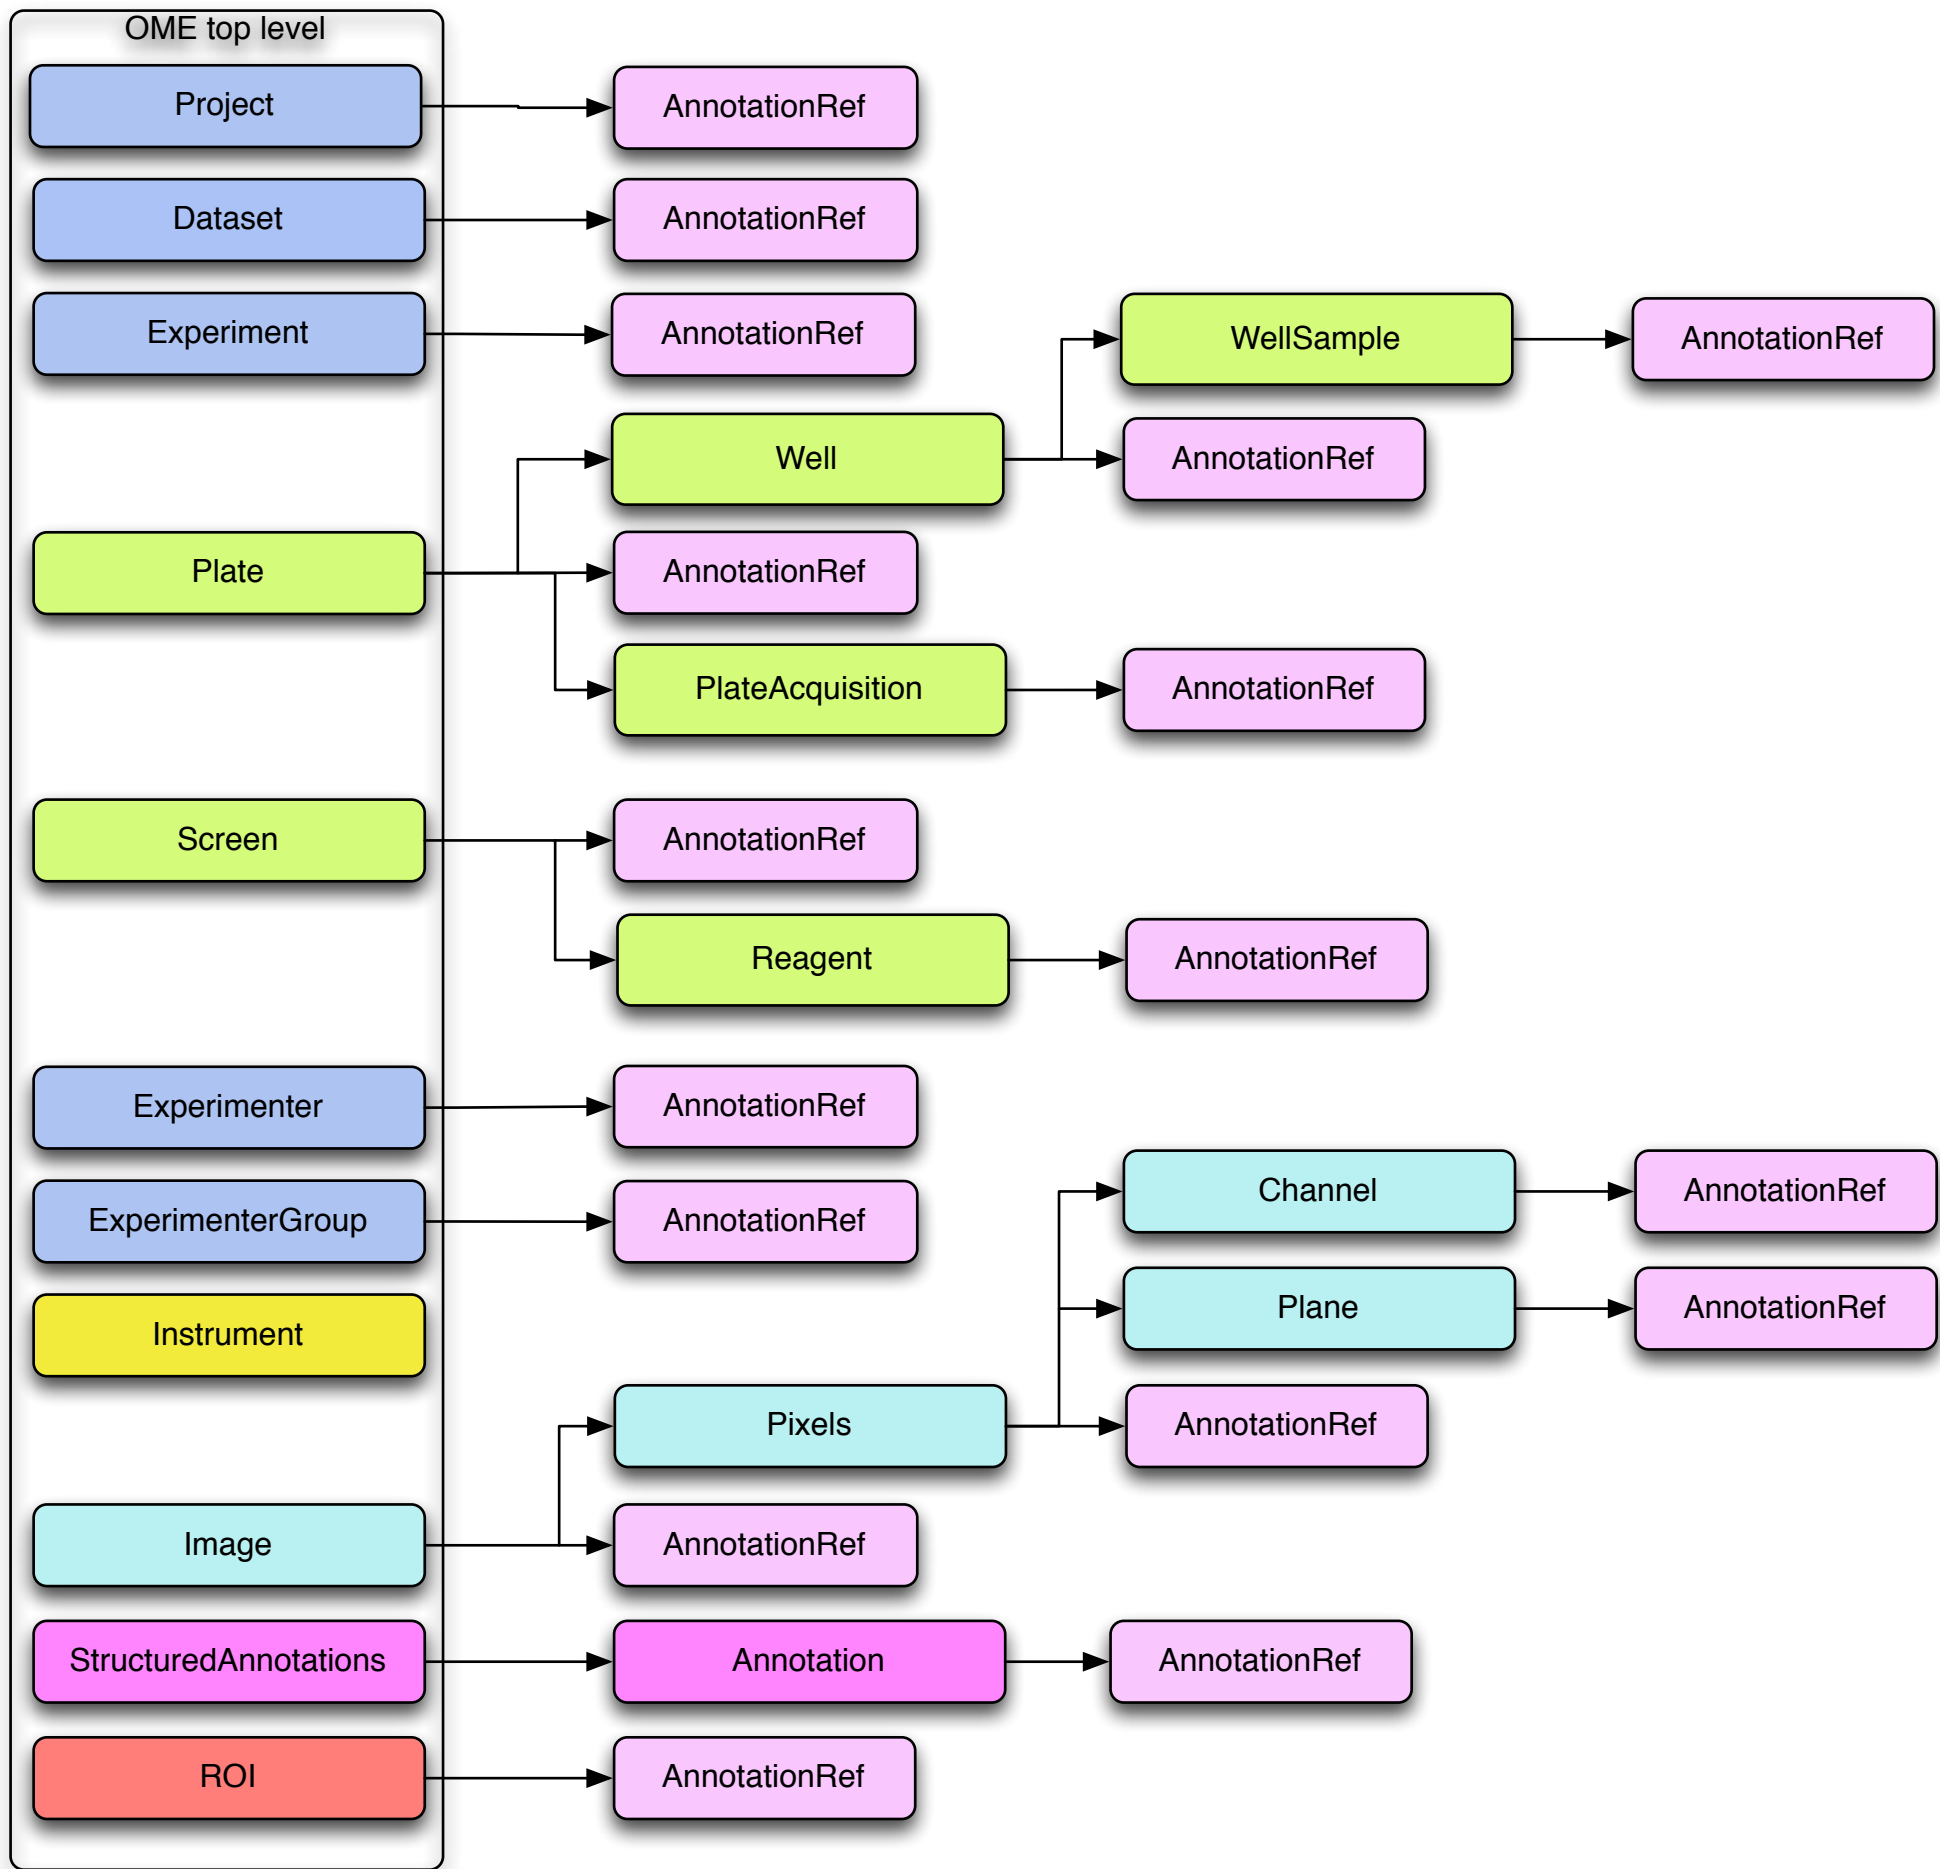 OME top level
Project
AnnotationRef
Dataset
AnnotationRef
Experiment
AnnotationRef
WellSample
AnnotationRef
Well
AnnotationRef
Plate
AnnotationRef
PlateAcquisition
AnnotationRef
Screen
AnnotationRef
Reagent
AnnotationRef
Experimenter
AnnotationRef
Channel
AnnotationRef
ExperimenterGroup
AnnotationRef
Plane
AnnotationRef
Instrument
Pixels
AnnotationRef
Image
AnnotationRef
StructuredAnnotations
Annotation
AnnotationRef
ROI
AnnotationRef